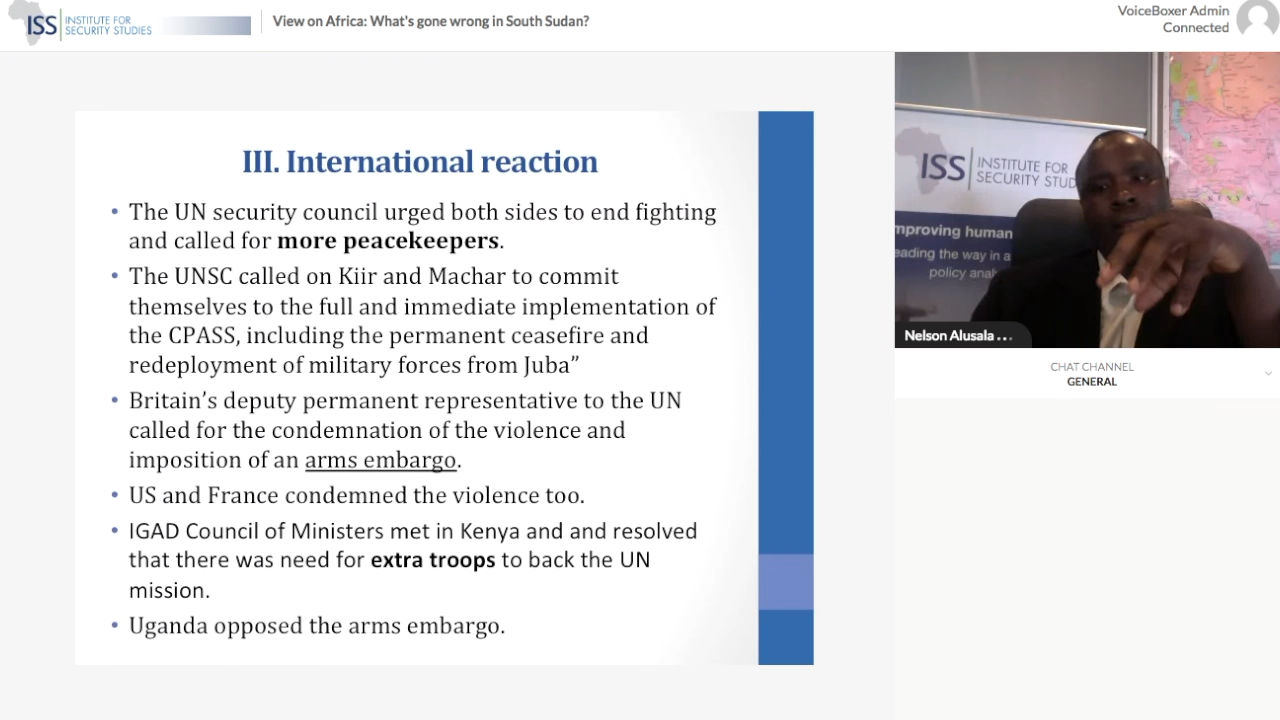 ISS INSTITUTE FOR
SECURITY STUDIES
View on Africa: What's gone wrong in South Sudan?
VoiceBoxer Admin
Connected
III. International reaction
• The UN security council urged both sides to end fighting
and called for more peacekeepers.
• The UNSC called on Kiir and Machar to commit
themselves to the full and immediate implementation of
the CPASS, including the permanent ceasefire and
redeployment of military forces from Juba”
• Britain’s deputy permanent representative to the UN
called for the condemnation of the violence and
imposition of an arms embargo.
• US and France condemned the violence too.
• IGAD Council of Ministers met in Kenya and and resolved
that there was need for extra troops to back the UN
mission.
• Uganda opposed the arms embargo.
ISS INSTITUTE FOR
SECURITY STUD
mproving human
eading the way in a
policy anal
KENYA
Nelson Alusala ...
CHAT CHANNEL
GENERAL